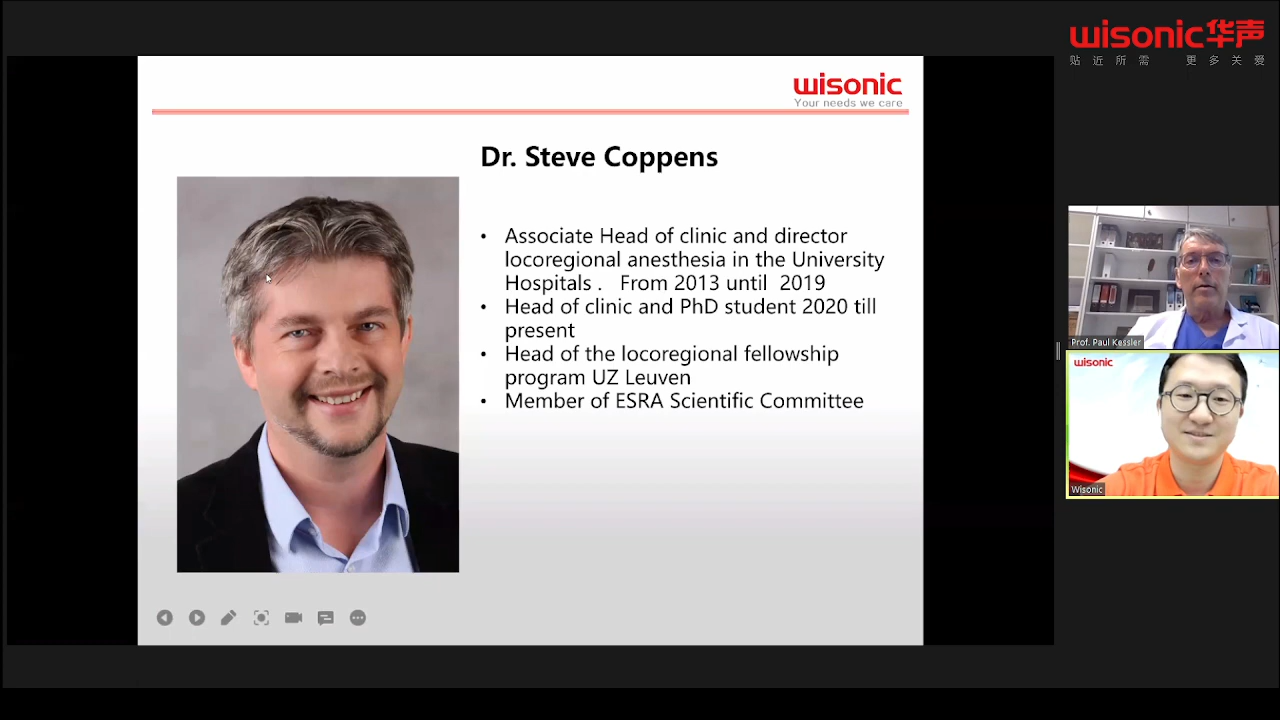 wisonic华声
贴近所需 更多关爱
wisonic
Your needs we care
Dr. Steve Coppens
• Associate Head of clinic and director
locoregional anesthesia in the University
Hospitals . From 2013 until 2019
• Head of clinic and PhD student 2020 till
present
• Head of the locoregional fellowship
program UZ Leuven
• Member of ESRA Scientific Committee
Prof. Paul Kessler
wisonic
Wisonic